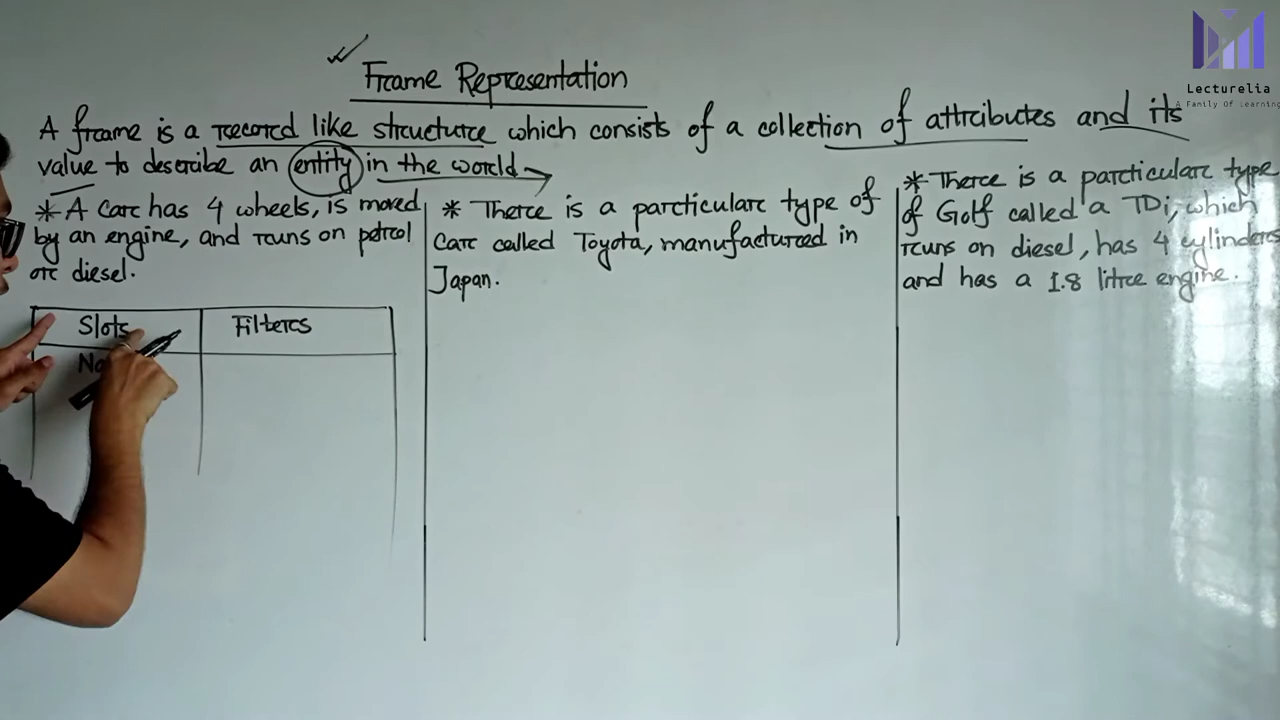 Frame Representation
A frame is a record like structure which consists of a collection of attributes and its
value to describe an entity in the world
* A Car has 4 wheels, is moved
by an engine, and runs on petrol
or diesel.
Slots Filters
* There is a particular type of
Car called Toyota, manufactured in
Japan.
* There is a particular type
of Golf called a TDi, which
runs on diesel, has 4 cylinders
and has a 1.8 litre engine.
Lecturelia
A Family Of Learning